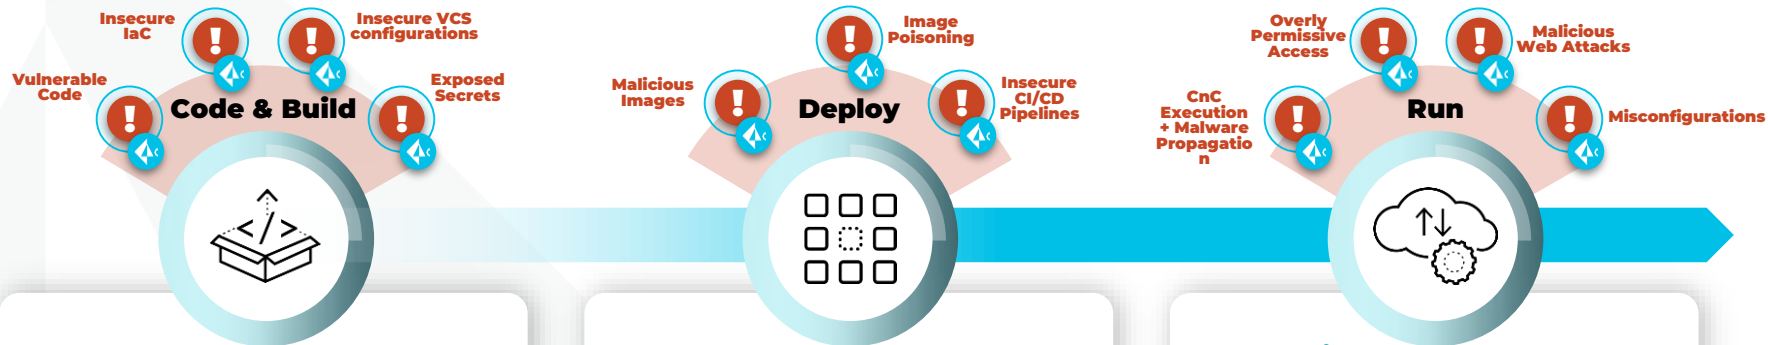 Insecure
IaC
Insecure VCS
configurations
Vulnerable
Code
Exposed
Secrets
Code & Build
Image
Poisoning
Malicious
Images
Insecure
CI/CD
Pipelines
Deploy
Overly
Permissive
Access
Malicious
Web Attacks
CnC
Execution
+ Malware
Propagatio
n
Misconfigurations
Run